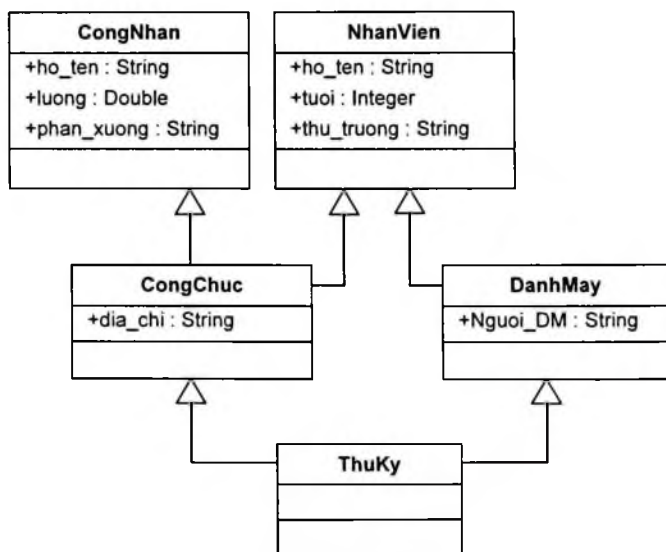 CongNhan
+ho_ten : String
+luong : Double
+phan_xuong : String
NhanVien
+ho_ten : String
+tuoi : Integer
+thu_truong : String
CongChuc
+dia_chi : String
DanhMay
+Nguoi_DM : String
ThuKy